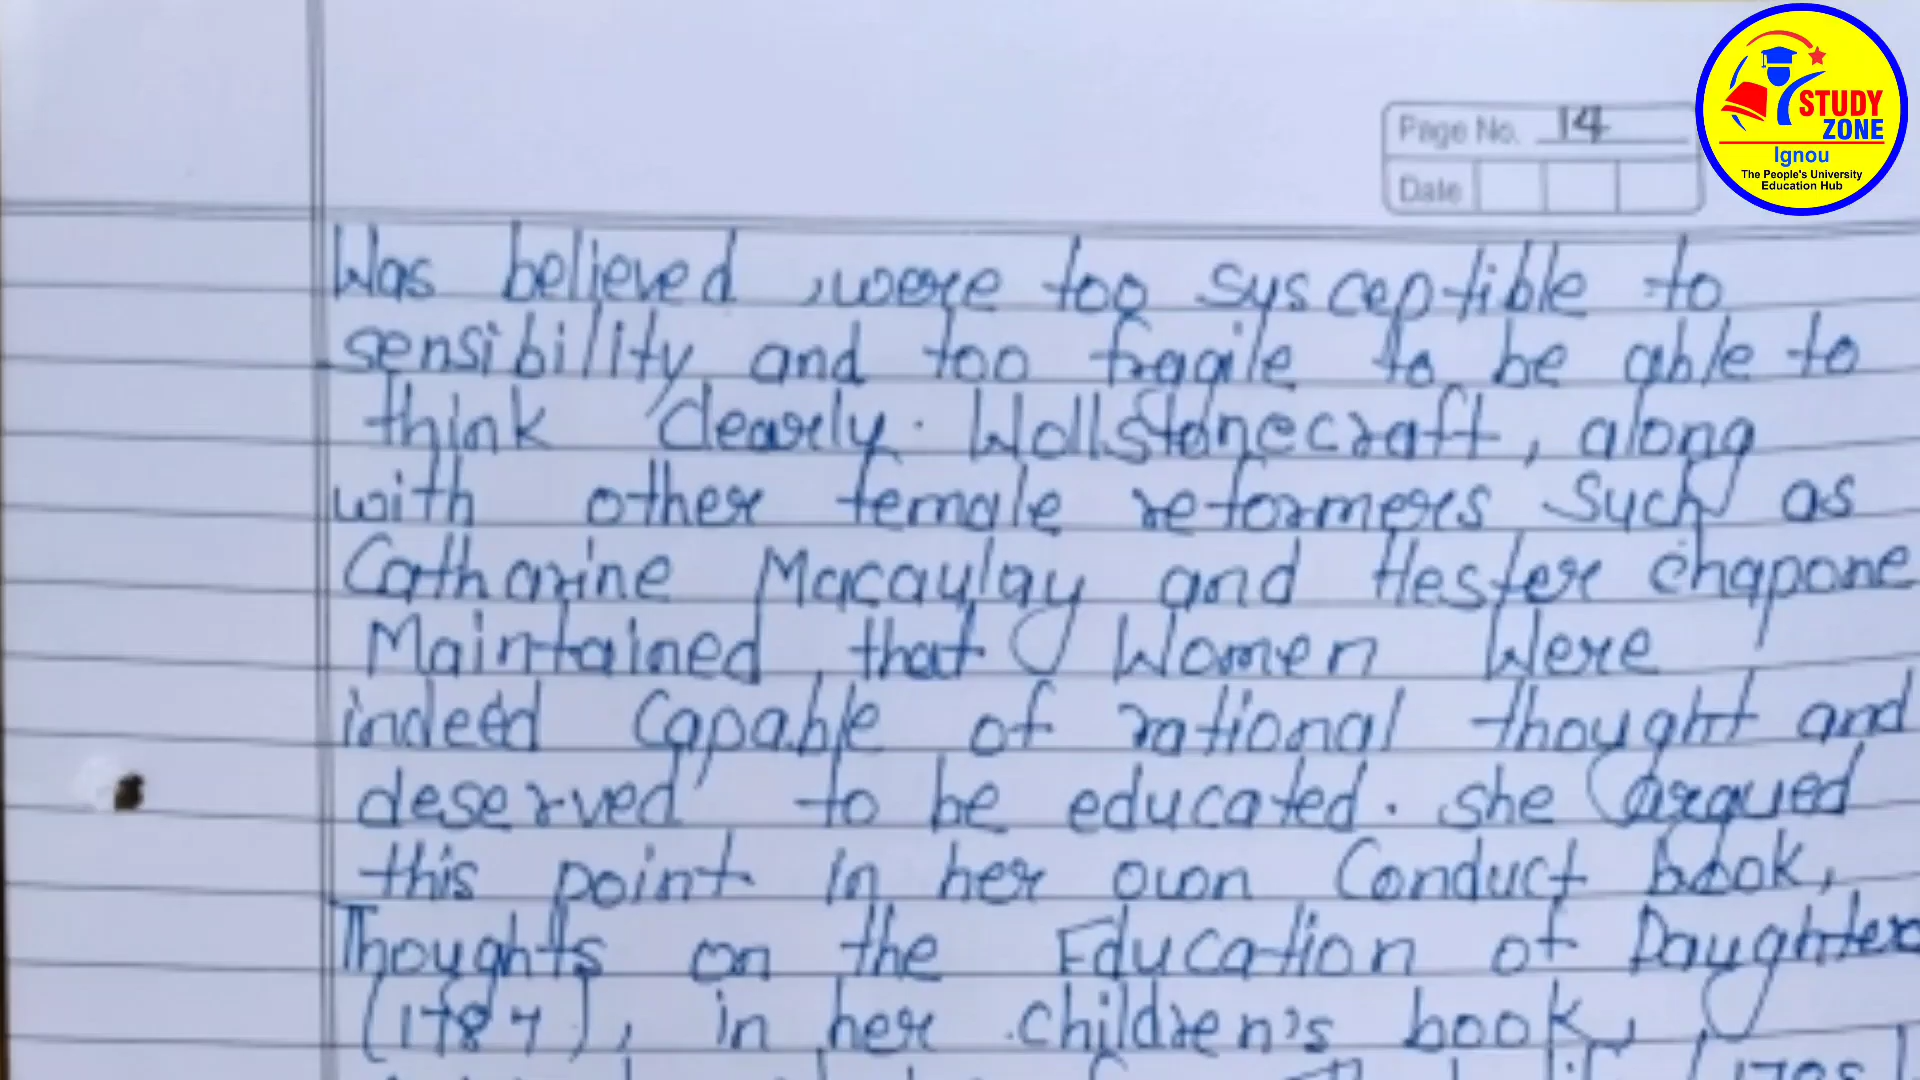 Page No. 14
Date
STUDY
ZONE
Ignou
The People's University
Education Hub
Was believed, were too susceptible to
sensibility and too fragile to be able to
think clearly. Wollstonecraft, along
with other female reformers such as
Catharine Macaulay and Hester chapone
Maintained that Women Were
indeed Capable of rational thought and
deserved to be educated. She argued
this point in her own Conduct book,
Thoughts on the Education of Daughters
(1787), in her children's book,